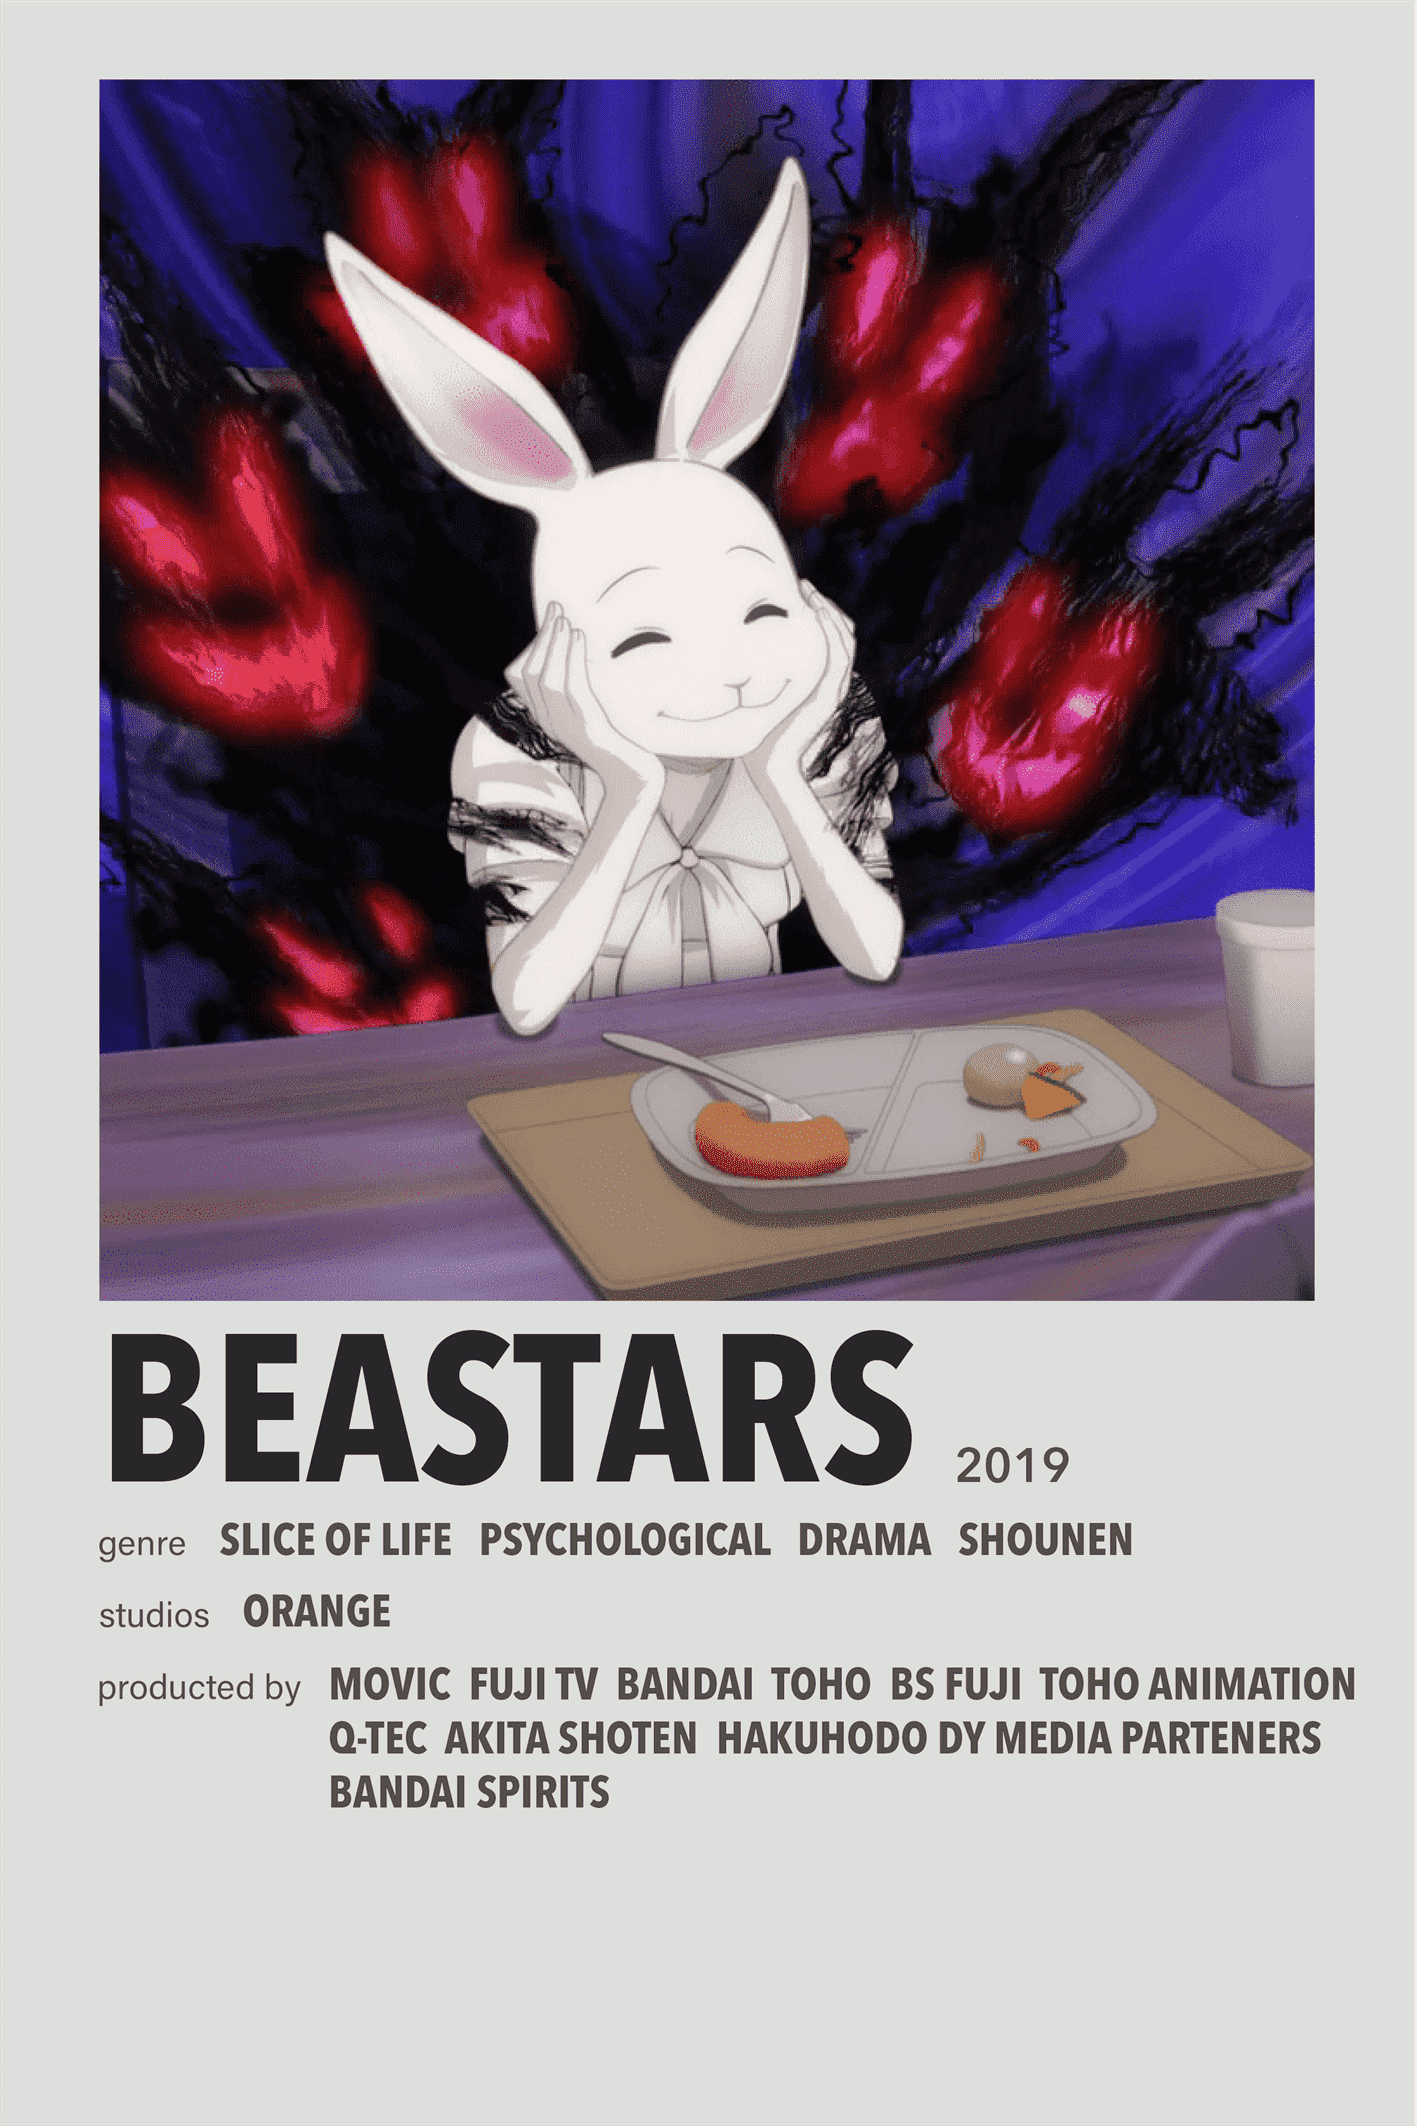 BEASTARS 2019
genre SLICE OF LIFE PSYCHOLOGICAL DRAMA SHOUNEN
studios ORANGE
producted by MOVIC FUJI TV BANDAI TOHO BS FUJI TOHO ANIMATION
Q-TEC AKITA SHOTEN HAKUHODO DY MEDIA PARTENERS
BANDAI SPIRITS